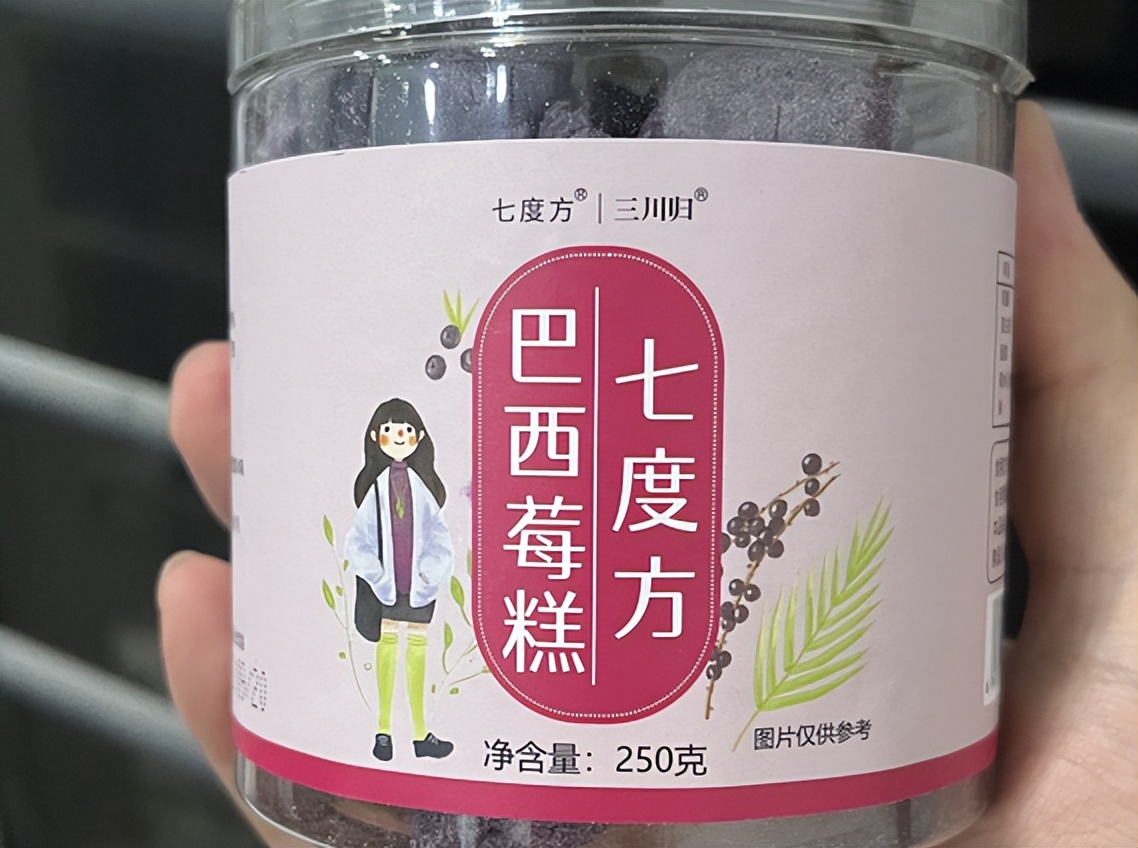 七度方® | 三川归®
七度方
巴西莓糕
净含量：250克
图片仅供参考